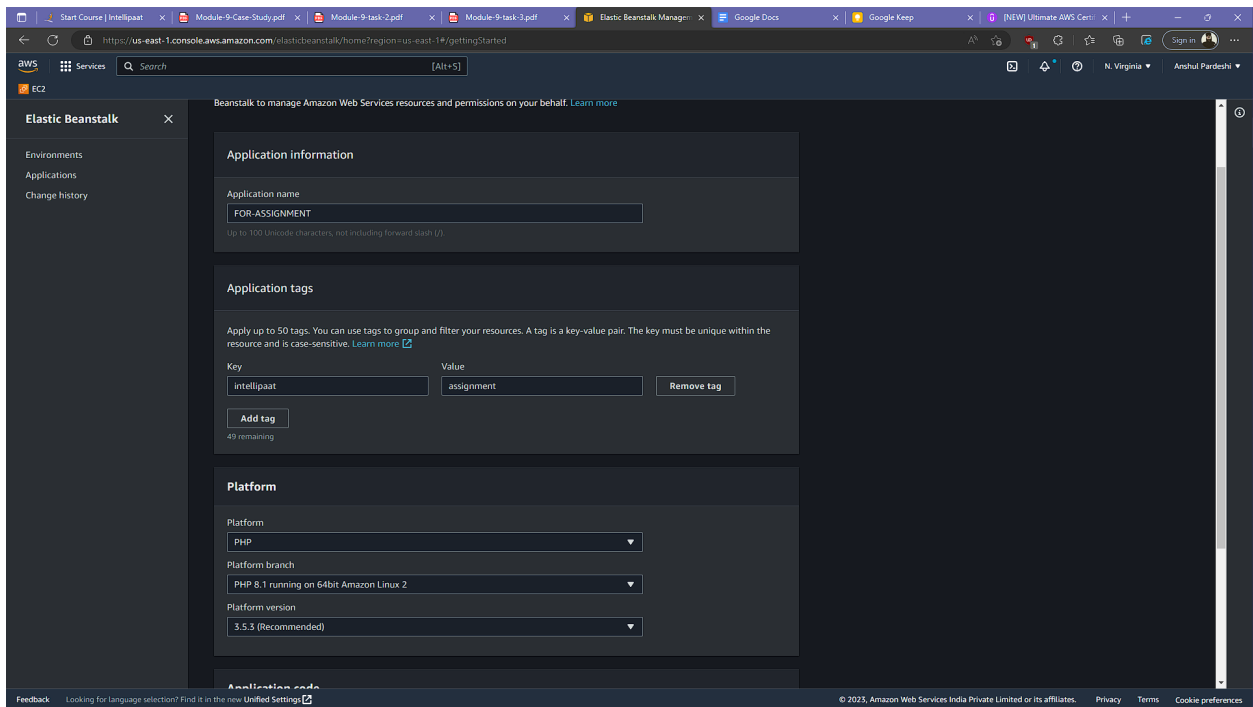 Start Course | Intellipaat
Module-9-Case-Study.pdf
Module-9-task-2.pdf
Module-9-task-3.pdf
Elastic Beanstalk Managem
Google Docs
Google Keep
[NEW] Ultimate AWS Certi
https://us-east-1.console.aws.amazon.com/elasticbeanstalk/home?region=us-east-1#/gettingStarted
Sign in
aws
Services
Search
[Alt+S]
N. Virginia
Anshul Pardeshi
EC2
Elastic Beanstalk
Environments
Applications
Change history
Beanstalk to manage Amazon Web Services resources and permissions on your behalf. Learn more
Application information
Application name
FOR-ASSIGNMENT
Up to 100 Unicode characters, not including forward slash (/).
Application tags
Apply up to 50 tags. You can use tags to group and filter your resources. A tag is a key-value pair. The key must be unique within the
resource and is case-sensitive. Learn more
Key Value
intellipaat assignment Remove tag
Add tag
49 remaining
Platform
Platform
PHP
Platform branch
PHP 8.1 running on 64bit Amazon Linux 2
Platform version
3.5.3 (Recommended)
Application code
Feedback Looking for language selection? Find it in the new Unified Settings
© 2023, Amazon Web Services India Private Limited or its affiliates. Privacy Terms Cookie preferences